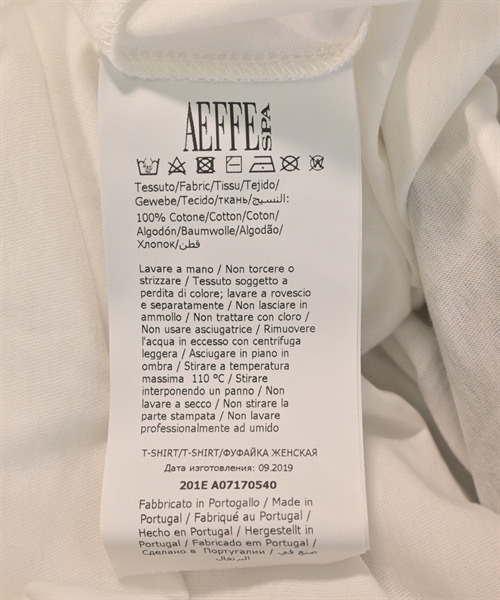 AEFFE SPA
Tessuto/Fabric/Tissu/Tejido/
Gewebe/Tecido/ткань/النسيج:
100% Cotone/Cotton/Coton/
Algodón/Baumwolle/Algodão/
Хлопок/قطن
Lavare a mano / Non torcere o
strizzare / Tessuto soggetto a
perdita di colore; lavare a rovescio
e separatamente / Non lasciare in
ammollo / Non trattare con cloro /
Non usare asciugatrice / Rimuovere
l'acqua in eccesso con centrifuga
leggera / Asciugare in piano in
ombra / Stirare a temperatura
massima 110 °C / Stirare
interponendo un panno / Non
lavare a secco / Non stirare la
parte stampata / Non lavare
professionalmente ad umido
T-SHIRT/T-SHIRT/ФУФАЙКА ЖЕНСКАЯ
Дата изготовления: 09.2019
201E A07170540
Fabbricato in Portogallo / Made in
Portugal / Fabriqué au Portugal /
Hecho en Portugal / Hergestellt in
Portugal / Fabricado em Portugal /
Сделано в Португалии / صنع في
البرتغال